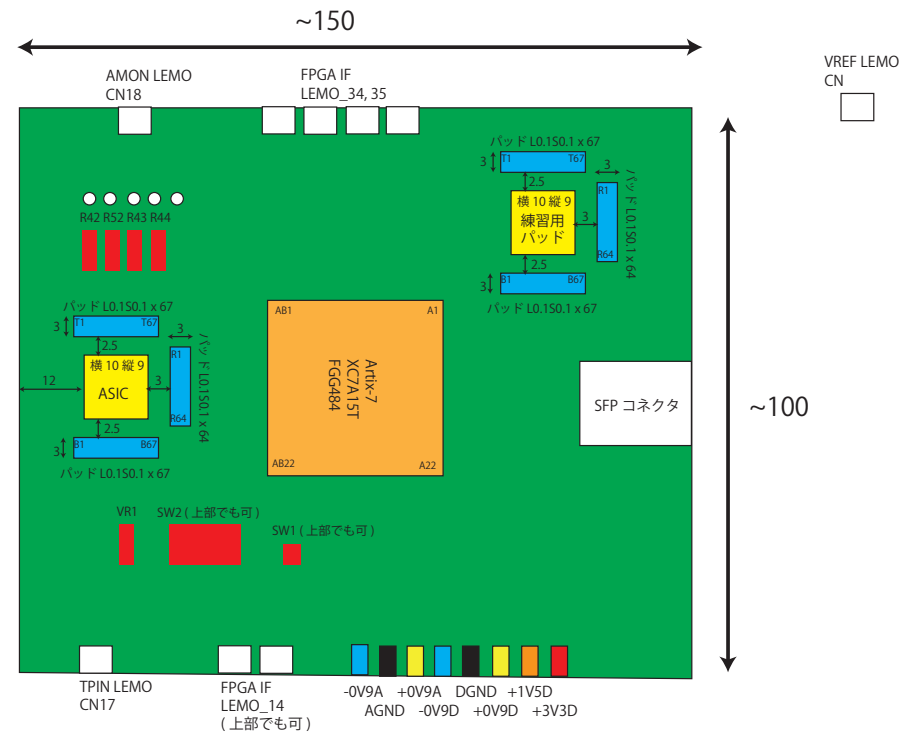 ~150
VREF LEMO
CN
AMON LEMO
CN18
FPGA IF
LEMO_34, 35
パッド L0.1S0.1 x 67
T1
T67
3
2.5
横 10 縦 9
練習用
パッド
3
3
R1
R64
パッド L0.1S0.1 x 64
2.5
B1
B67
3
パッド L0.1S0.1 x 67
R42
R52
R43
R44
パッド L0.1S0.1 x 67
T1
T67
3
2.5
横 10 縦 9
ASIC
12
3
3
R1
R64
パッド L0.1S0.1 x 64
2.5
B1
B67
3
パッド L0.1S0.1 x 67
AB1
A1
Artix-7
XC7A15T
FGG484
AB22
A22
SFP コネクタ
~100
VR1
SW2 ( 上部でも可 )
SW1 ( 上部でも可 )
TPIN LEMO
CN17
FPGA IF
LEMO_14
( 上部でも可 )
-0V9A
+0V9A
DGND
+1V5D
AGND
-0V9D
+0V9D
+3V3D